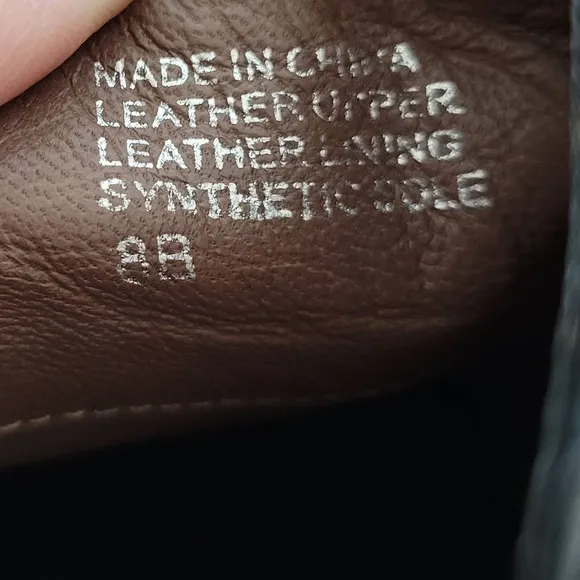 MADE IN CHINA
LEATHER UPPER
LEATHER LINING
SYNTHETIC SOLE
8B